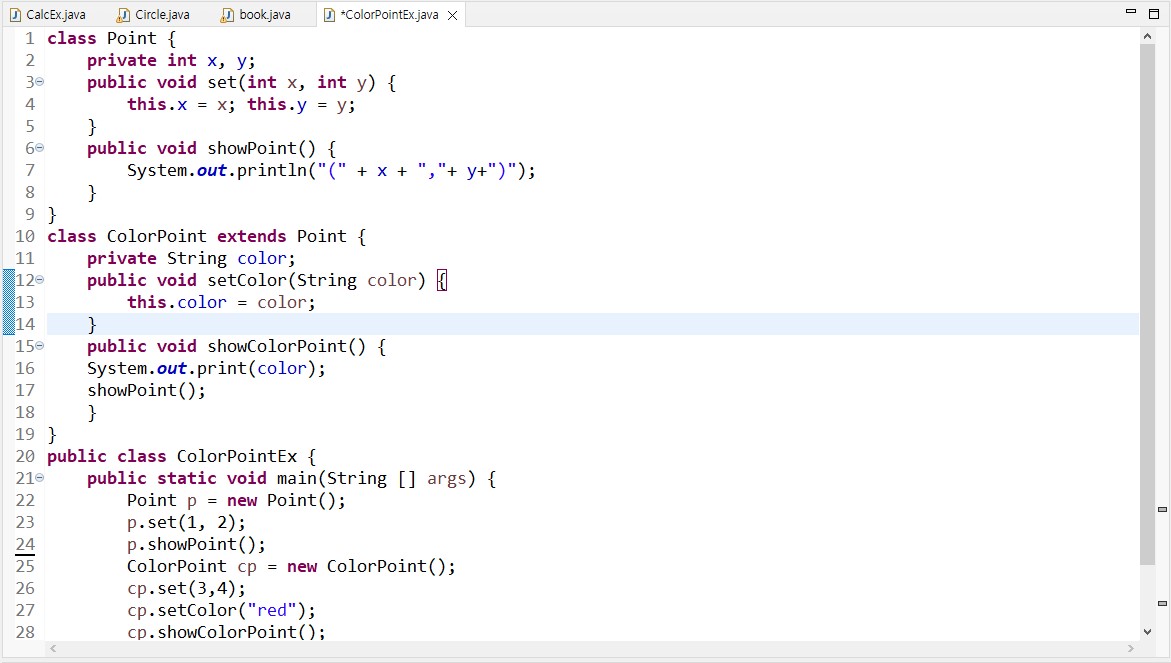 CalcEx.java Circle.java book.java *ColorPointEx.java
1 class Point {
2     private int x, y;
3     public void set(int x, int y) {
4         this.x = x; this.y = y;
5     }
6     public void showPoint() {
7         System.out.println("(" + x + ","+ y+")");
8     }
9 }
10 class ColorPoint extends Point {
11     private String color;
12     public void setColor(String color) {
13         this.color = color;
14     }
15     public void showColorPoint() {
16     System.out.print(color);
17     showPoint();
18     }
19 }
20 public class ColorPointEx {
21     public static void main(String [] args) {
22         Point p = new Point();
23         p.set(1, 2);
24         p.showPoint();
25         ColorPoint cp = new ColorPoint();
26         cp.set(3,4);
27         cp.setColor("red");
28         cp.showColorPoint();